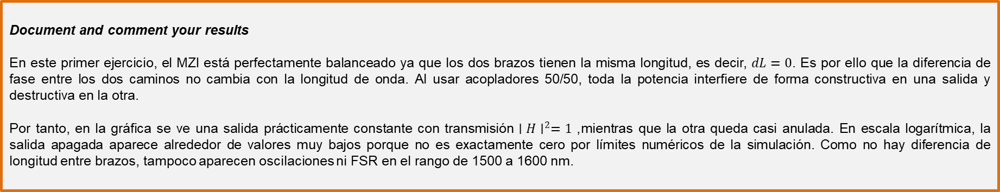 Document and comment your results
En este primer ejercicio, el MZI está perfectamente balanceado ya que los dos brazos tienen la misma longitud, es decir, 𝑑𝐿 = 0. Es por ello que la diferencia de
fase entre los dos caminos no cambia con la longitud de onda. Al usar acopladores 50/50, toda la potencia interfiere de forma constructiva en una salida y
destructiva en la otra.
Por tanto, en la gráfica se ve una salida prácticamente constante con transmisión ∣ 𝐻 ∣²= 1 ,mientras que la otra queda casi anulada. En escala logarítmica, la
salida apagada aparece alrededor de valores muy bajos porque no es exactamente cero por límites numéricos de la simulación. Como no hay diferencia de
longitud entre brazos, tampoco aparecen oscilaciones ni FSR en el rango de 1500 a 1600 nm.